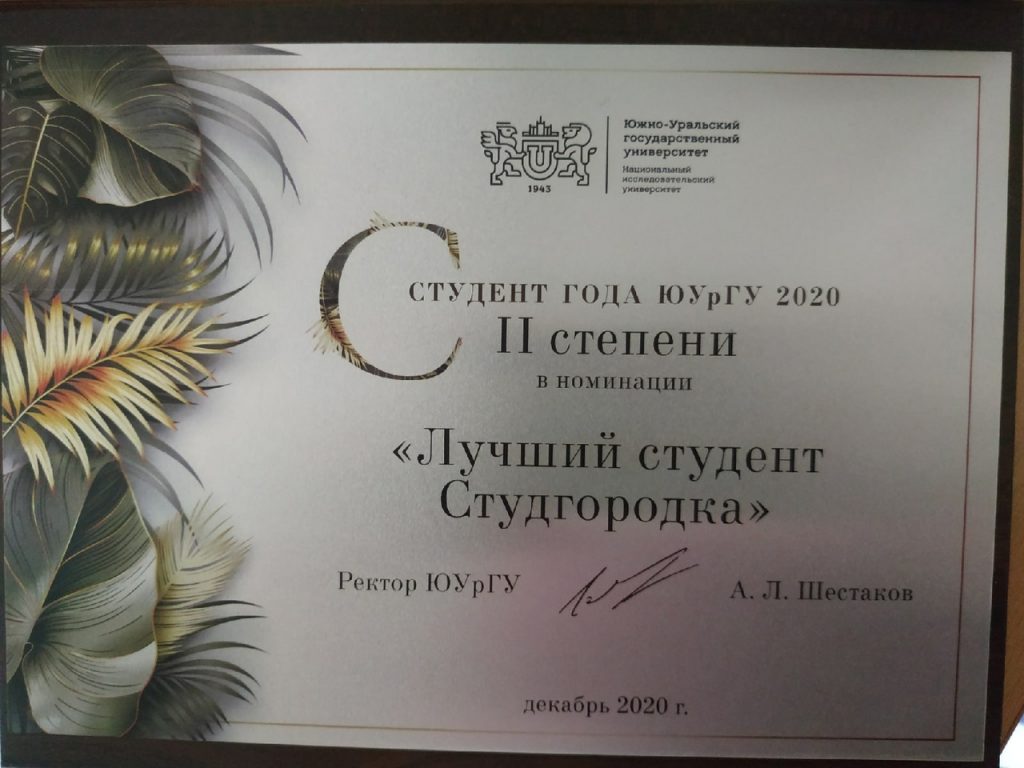 Южно-Уральский
государственный
университет
Национальный
исследовательский
университет
1943
С
СТУДЕНТ ГОДА ЮУрГУ 2020
II степени
в номинации
«Лучший студент
Студгородка»
Ректор ЮУрГУ
А. Л. Шестаков
декабрь 2020 г.